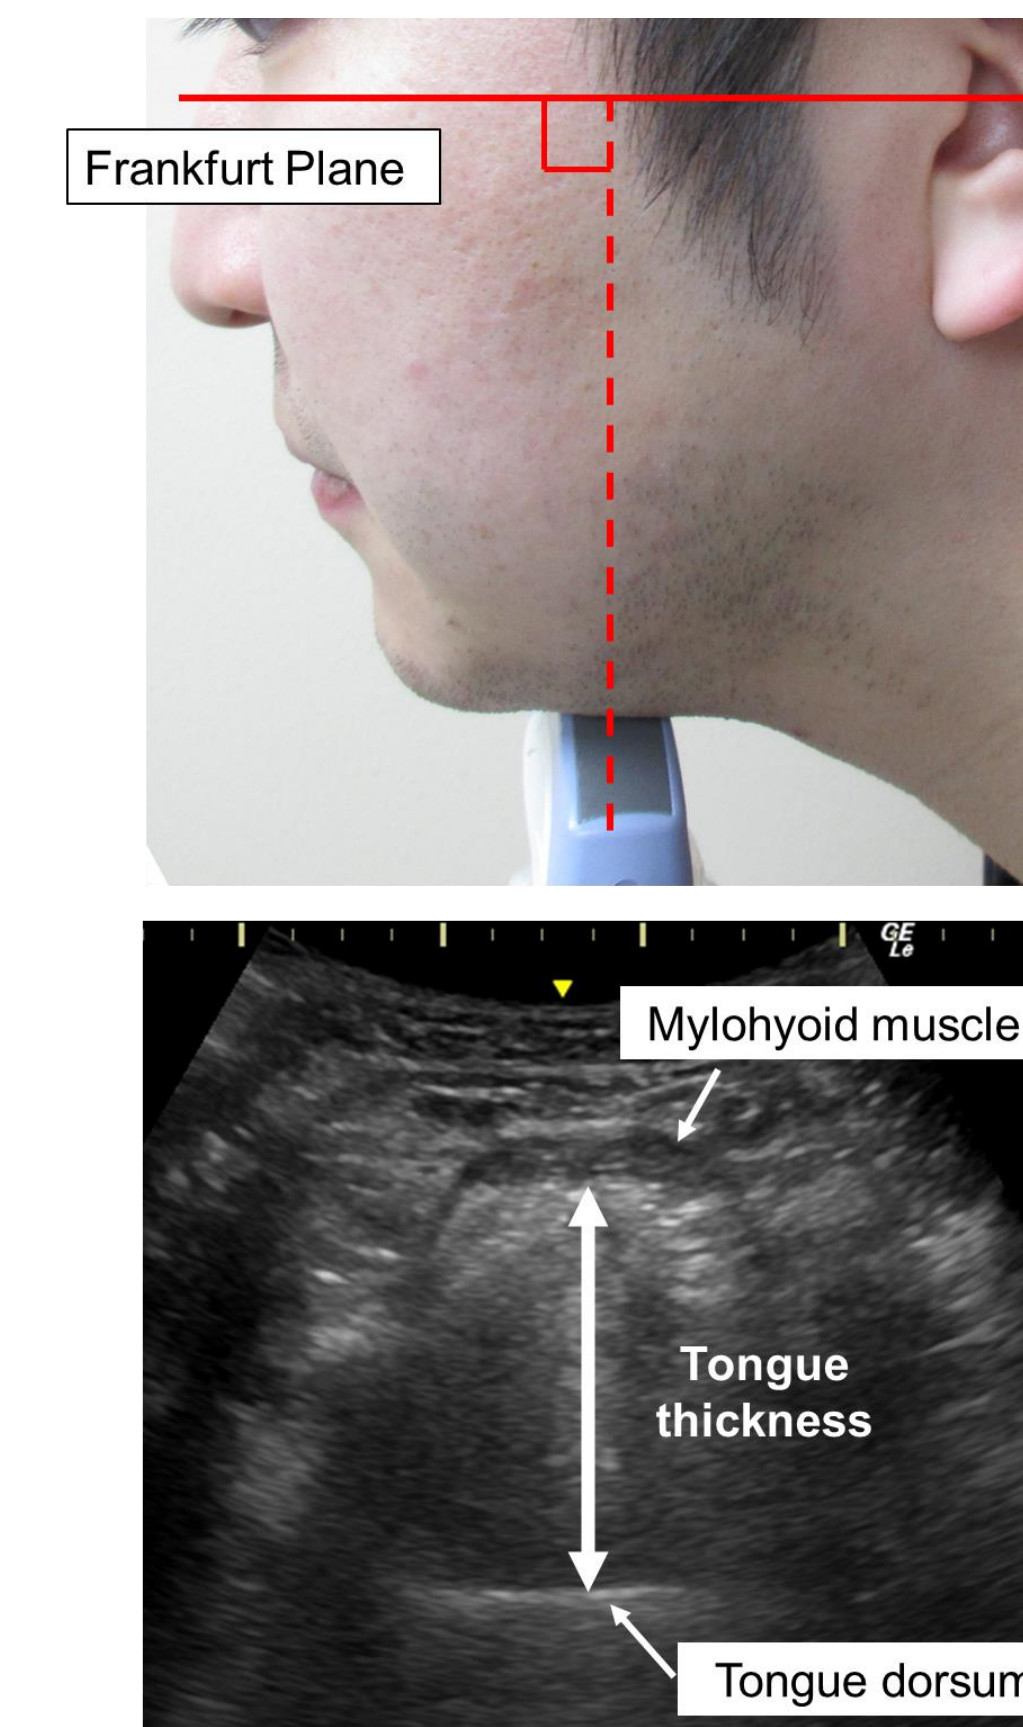 Frankfurt Plane
GE
Le
Mylohyoid muscle
Tongue
thickness
Tongue dorsum